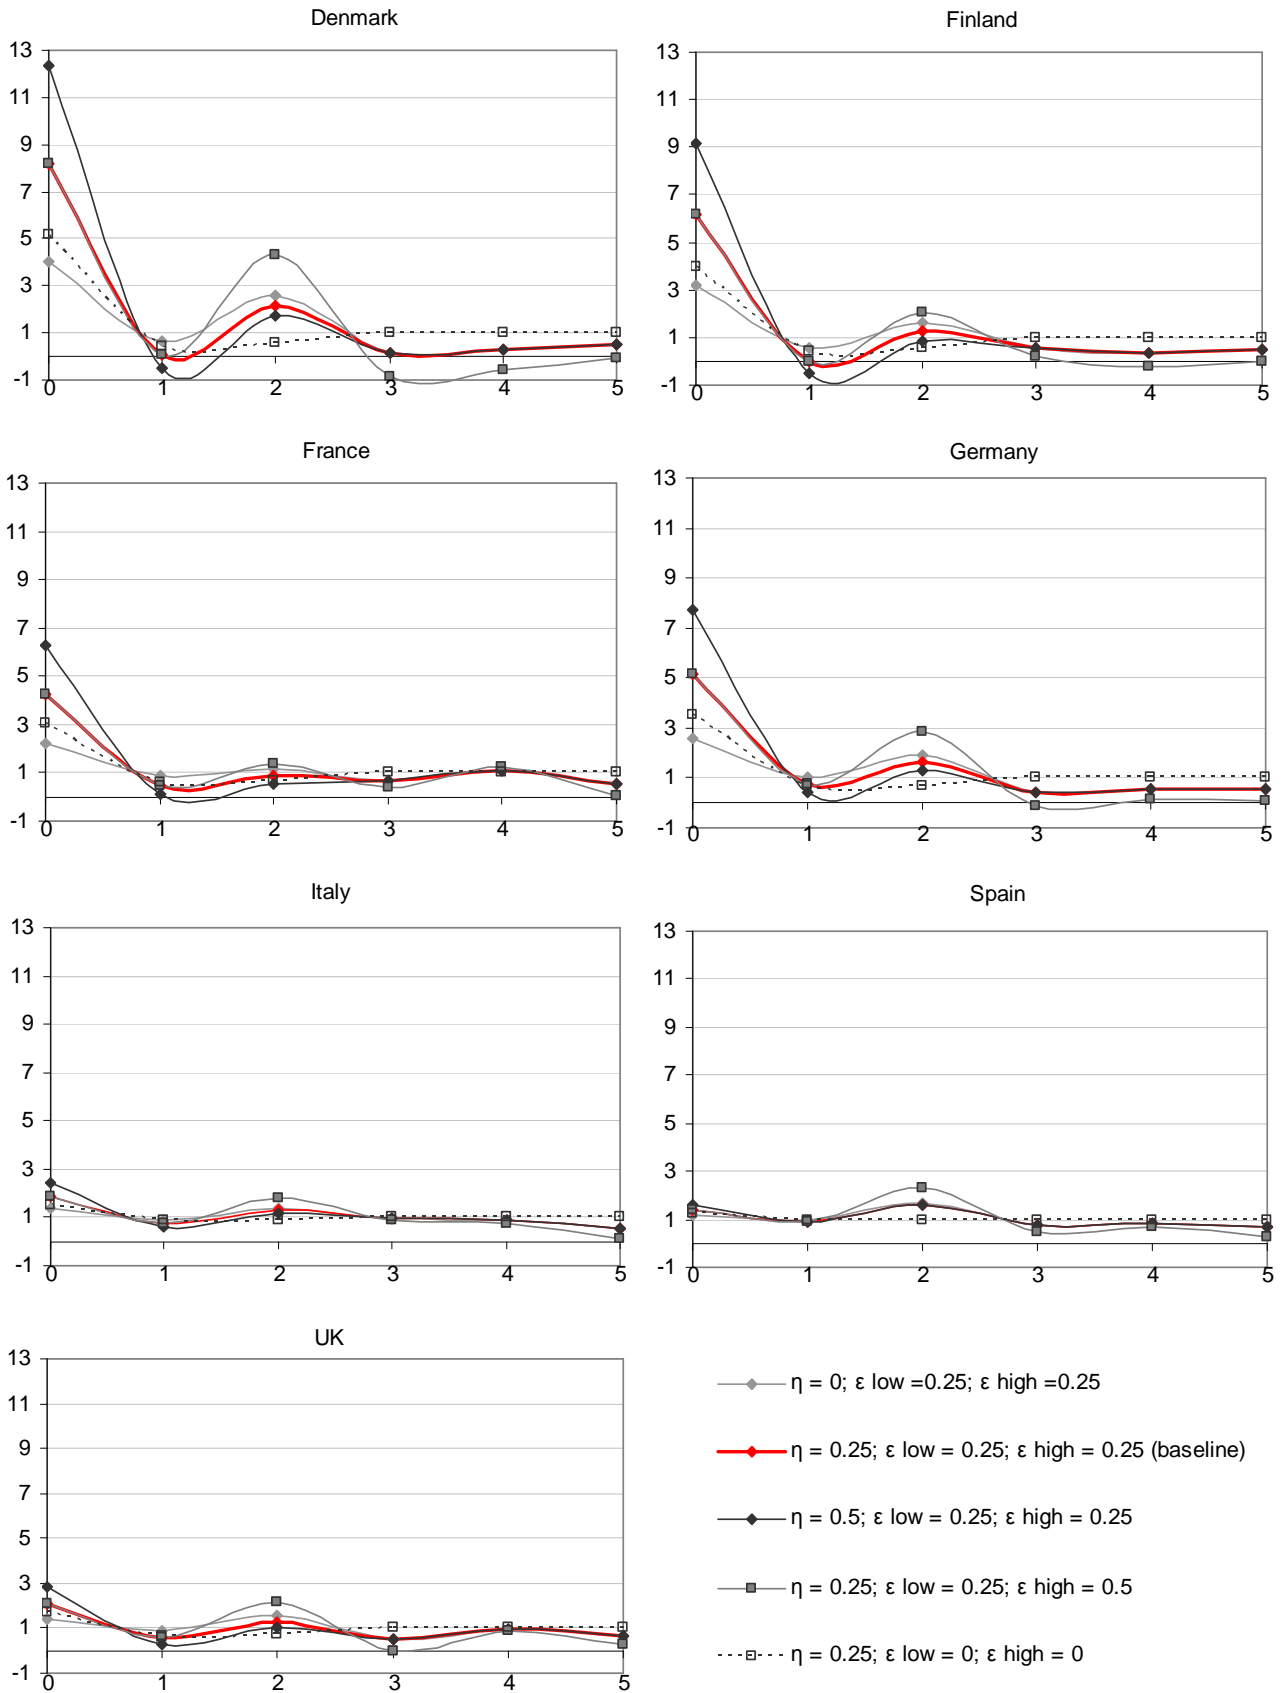 Denmark
13
11
9
7
5
3
1
-1
0 1 2 3 4 5
Finland
13
11
9
7
5
3
1
-1
0 1 2 3 4 5
France
13
11
9
7
5
3
1
-1
0 1 2 3 4 5
Germany
13
11
9
7
5
3
1
-1
0 1 2 3 4 5
Italy
13
11
9
7
5
3
1
-1
0 1 2 3 4 5
Spain
13
11
9
7
5
3
1
-1
0 1 2 3 4 5
UK
13
11
9
7
5
3
1
-1
0 1 2 3 4 5
η = 0; ε low =0.25; ε high =0.25
η = 0.25; ε low = 0.25; ε high = 0.25 (baseline)
η = 0.5; ε low = 0.25; ε high = 0.25
η = 0.25; ε low = 0.25; ε high = 0.5
η = 0.25; ε low = 0; ε high = 0